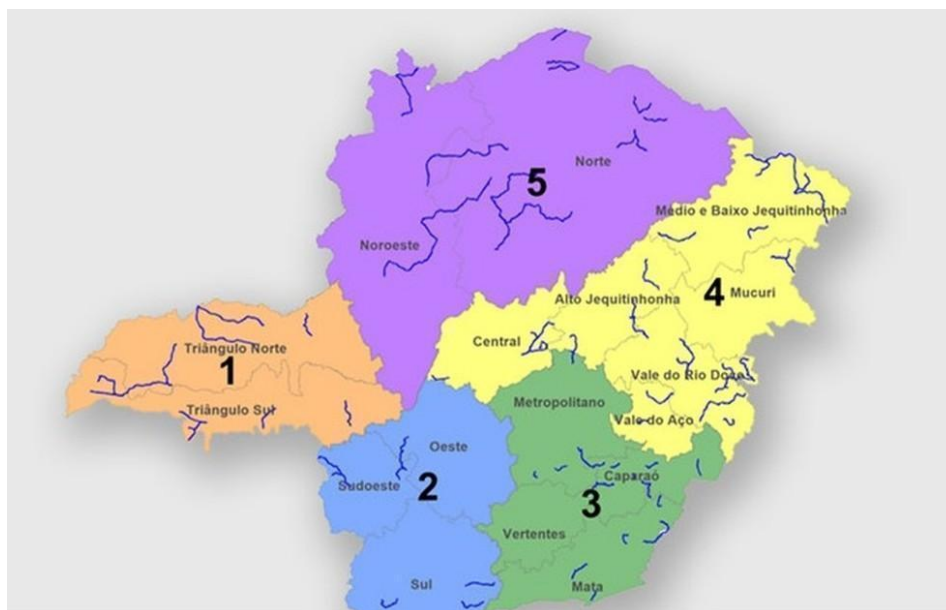 Norte
5
Médio e Baixo Jequitinhonha
Noroeste
4
Mucuri
Alto Jequitinhonha
Central
Triângulo Norte
1
Vale do Rio Doce
Metropolitano
Triângulo Sul
Vale do Aço
Oeste
Caparaó
Sudoeste
2
3
Vertentes
Sul
Mata